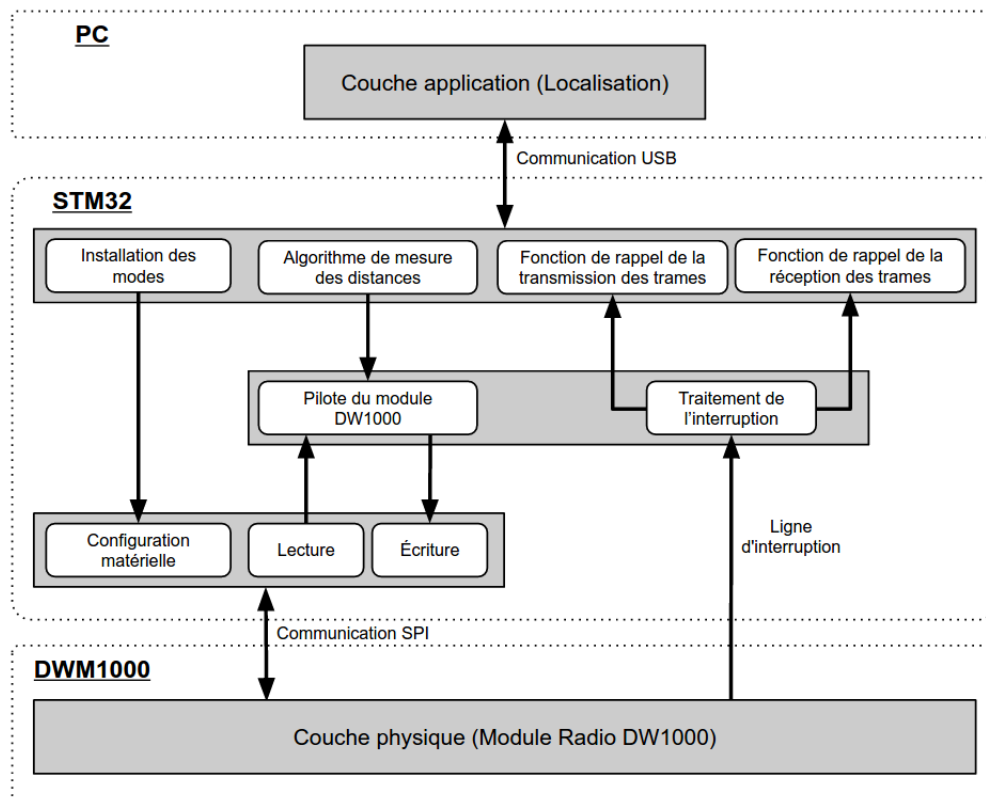 PC
Couche application (Localisation)
Communication USB
STM32
Installation des
modes
Algorithme de mesure
des distances
Fonction de rappel de la
transmission des trames
Fonction de rappel de la
réception des trames
Pilote du module
DW1000
Traitement de
l'interruption
Configuration
matérielle
Lecture
Écriture
Ligne
d'interruption
Communication SPI
DWM1000
Couche physique (Module Radio DW1000)